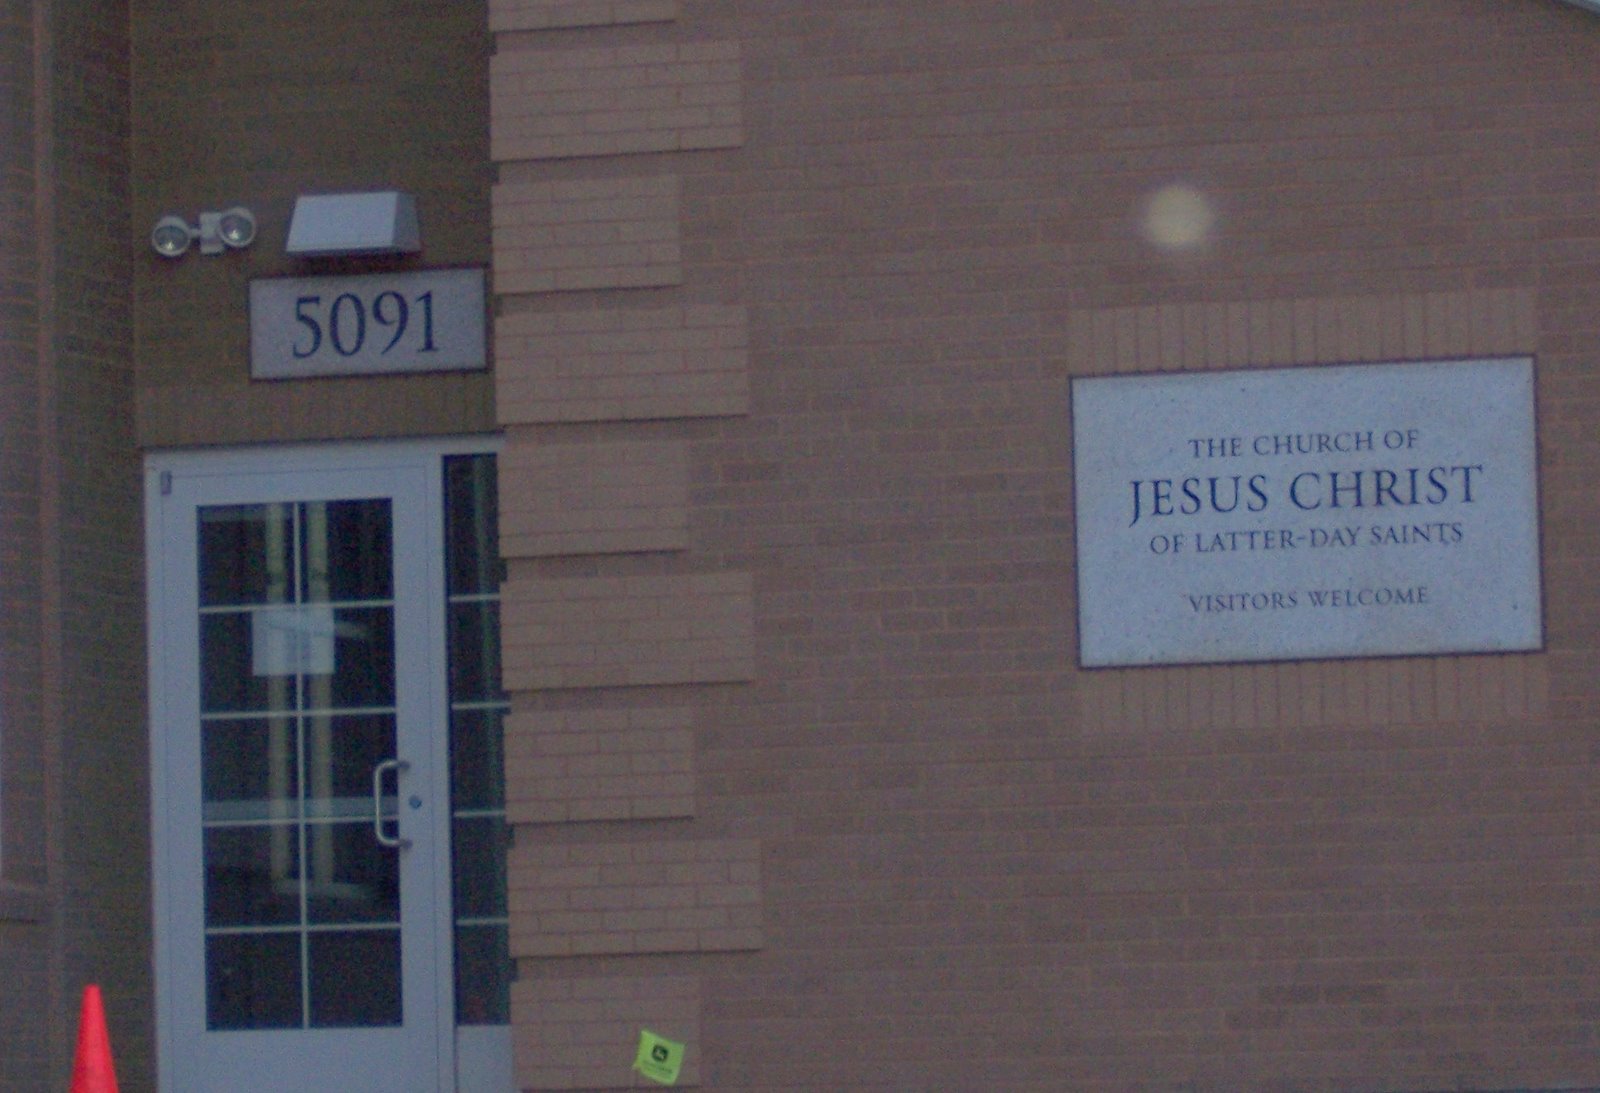 5091
THE CHURCH OF
JESUS CHRIST
OF LATTER-DAY SAINTS
VISITORS WELCOME